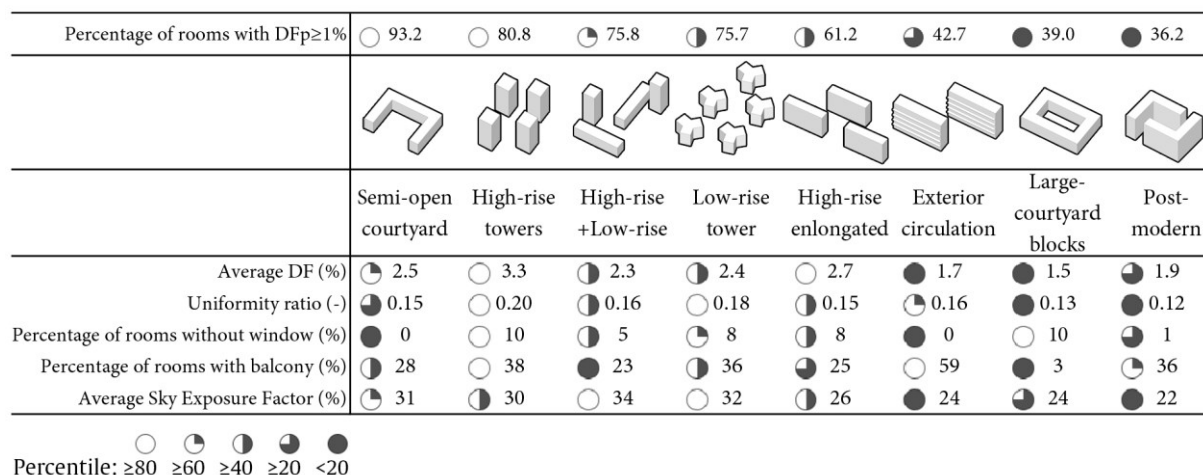 Percentage of rooms with DFp≥1% 93.2 80.8 75.8 75.7 61.2 42.7 39.0 36.2
Semi-open courtyard High-rise towers High-rise +Low-rise Low-rise tower High-rise enlongated Exterior circulation Large-courtyard blocks Post-modern
Average DF (%) 2.5 3.3 2.3 2.4 2.7 1.7 1.5 1.9
Uniformity ratio (-) 0.15 0.20 0.16 0.18 0.15 0.16 0.13 0.12
Percentage of rooms without window (%) 0 10 5 8 8 0 10 1
Percentage of rooms with balcony (%) 28 38 23 36 25 59 3 36
Average Sky Exposure Factor (%) 31 30 34 32 26 24 24 22
Percentile: ≥80 ≥60 ≥40 ≥20 <20